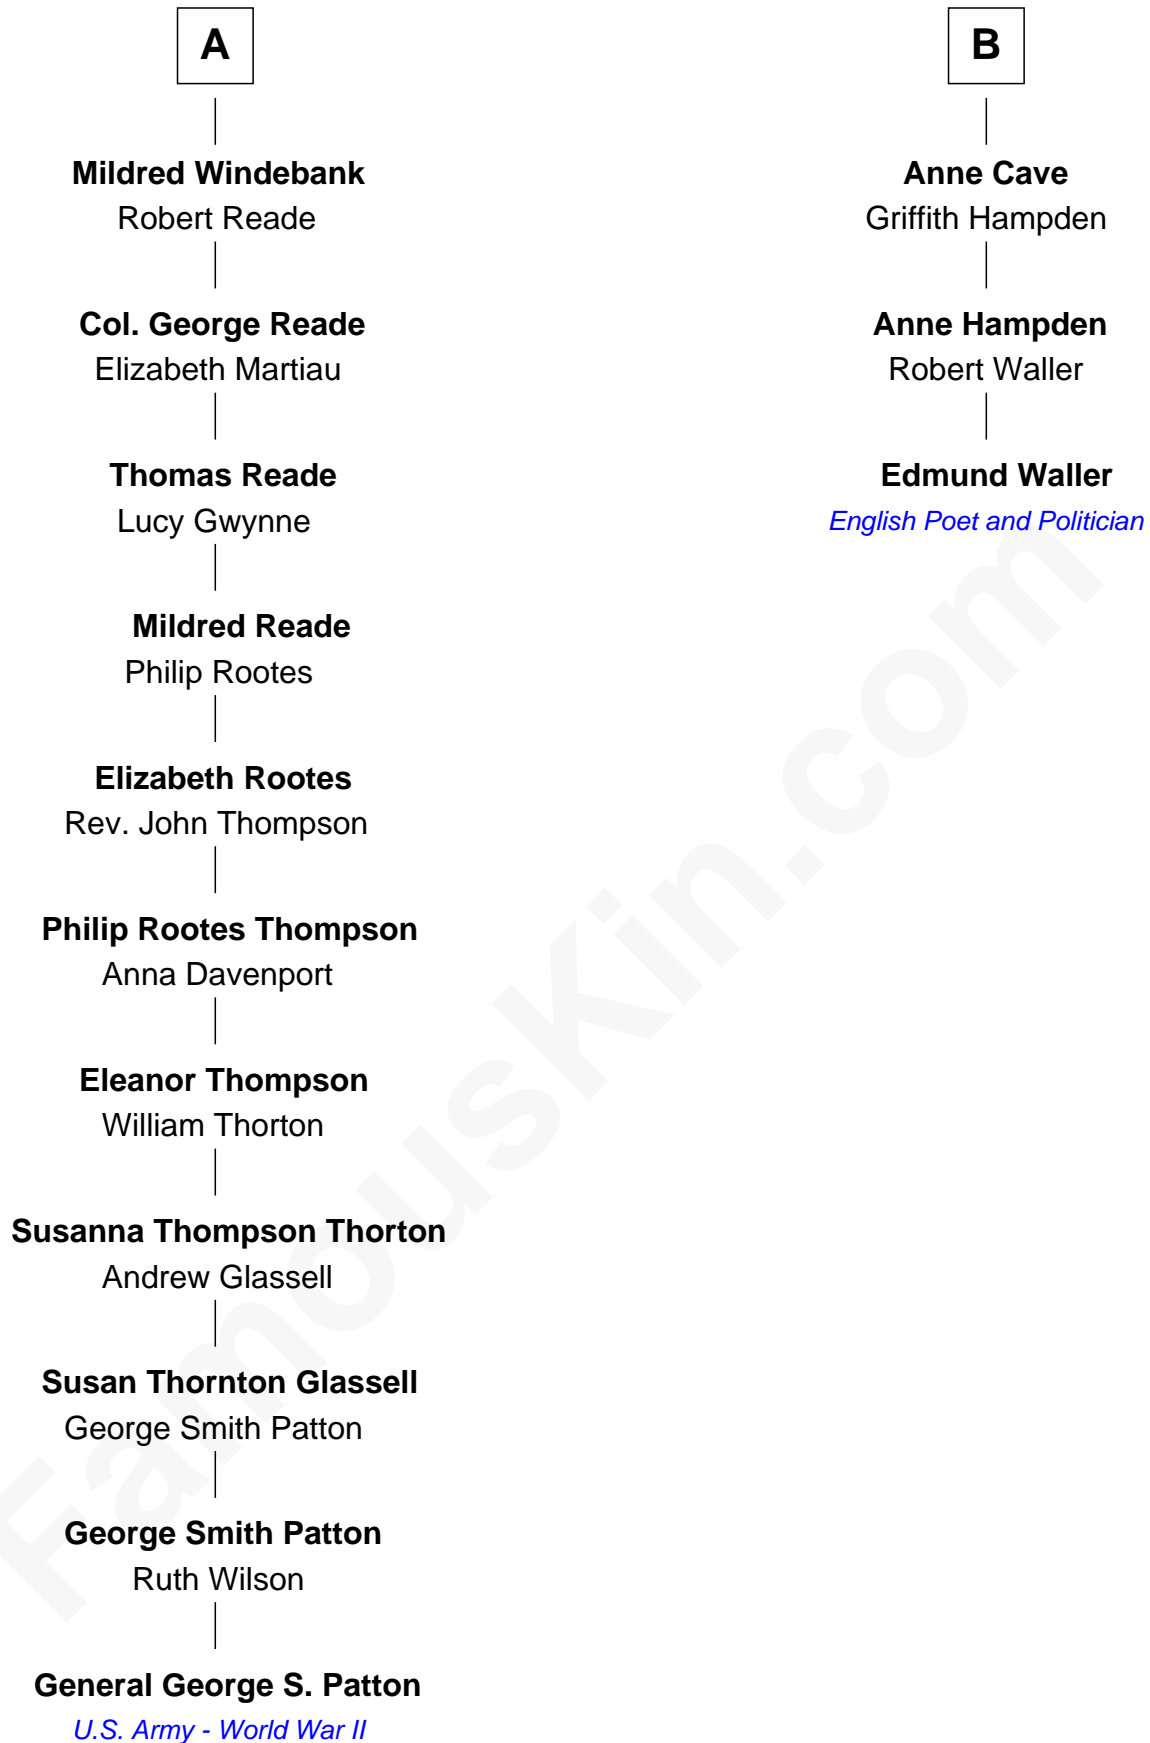 A
Mildred Windebank
Robert Reade
Col. George Reade
Elizabeth Martiau
Thomas Reade
Lucy Gwynne
Mildred Reade
Philip Rootes
Elizabeth Rootes
Rev. John Thompson
Philip Rootes Thompson
Anna Davenport
Eleanor Thompson
William Thorton
Susanna Thompson Thorton
Andrew Glassell
Susan Thornton Glassell
George Smith Patton
George Smith Patton
Ruth Wilson
General George S. Patton
U.S. Army - World War II
B
Anne Cave
Griffith Hampden
Anne Hampden
Robert Waller
Edmund Waller
English Poet and Politician
FamousKin.com